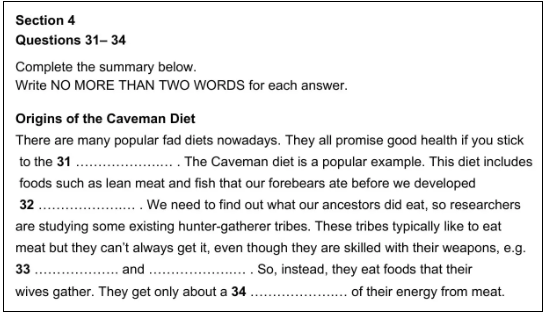 Section 4
Questions 31– 34
Complete the summary below.
Write NO MORE THAN TWO WORDS for each answer.
Origins of the Caveman Diet
There are many popular fad diets nowadays. They all promise good health if you stick
to the 31 ………………….. . The Caveman diet is a popular example. This diet includes
foods such as lean meat and fish that our forebears ate before we developed
32 …………………. . We need to find out what our ancestors did eat, so researchers
are studying some existing hunter-gatherer tribes. These tribes typically like to eat
meat but they can’t always get it, even though they are skilled with their weapons, e.g.
33 ………………. and …………………. . So, instead, they eat foods that their
wives gather. They get only about a 34 …………………. of their energy from meat.